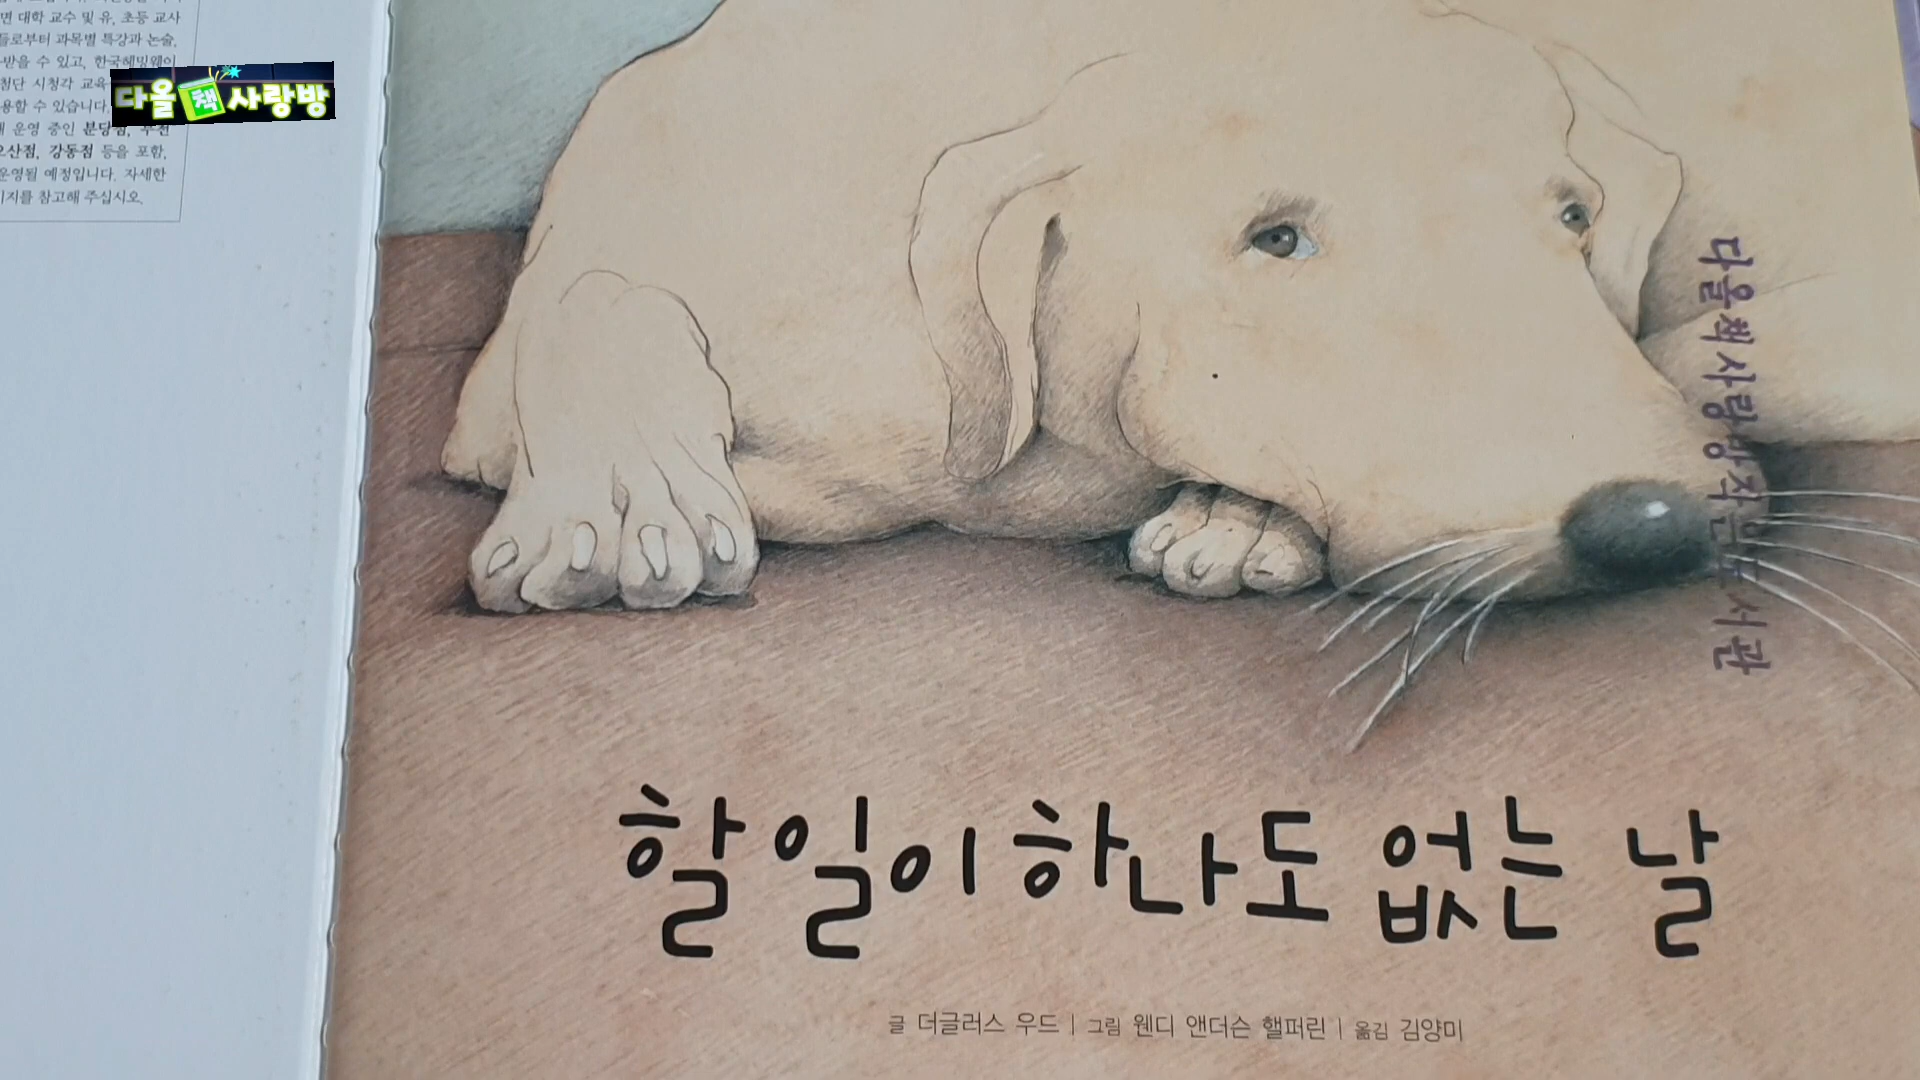 면 대학 교수 및 유, 초등 교사
들로부터 과목별 특강과 논술,
받을 수 있고, 한국헤밍웨이
첨단 시청각 교육
용할 수 있습니다.
운영 중인 분당점,
오산점, 강동점 등을 포함,
운영될 예정입니다. 자세한
이지를 참고해 주십시오.
다올 책 사랑방
다올책사랑방작은도서관
할 일이 하나도 없는 날
글 더글러스 우드 | 그림 웬디 앤더슨 핼퍼린 | 옮김 김양미